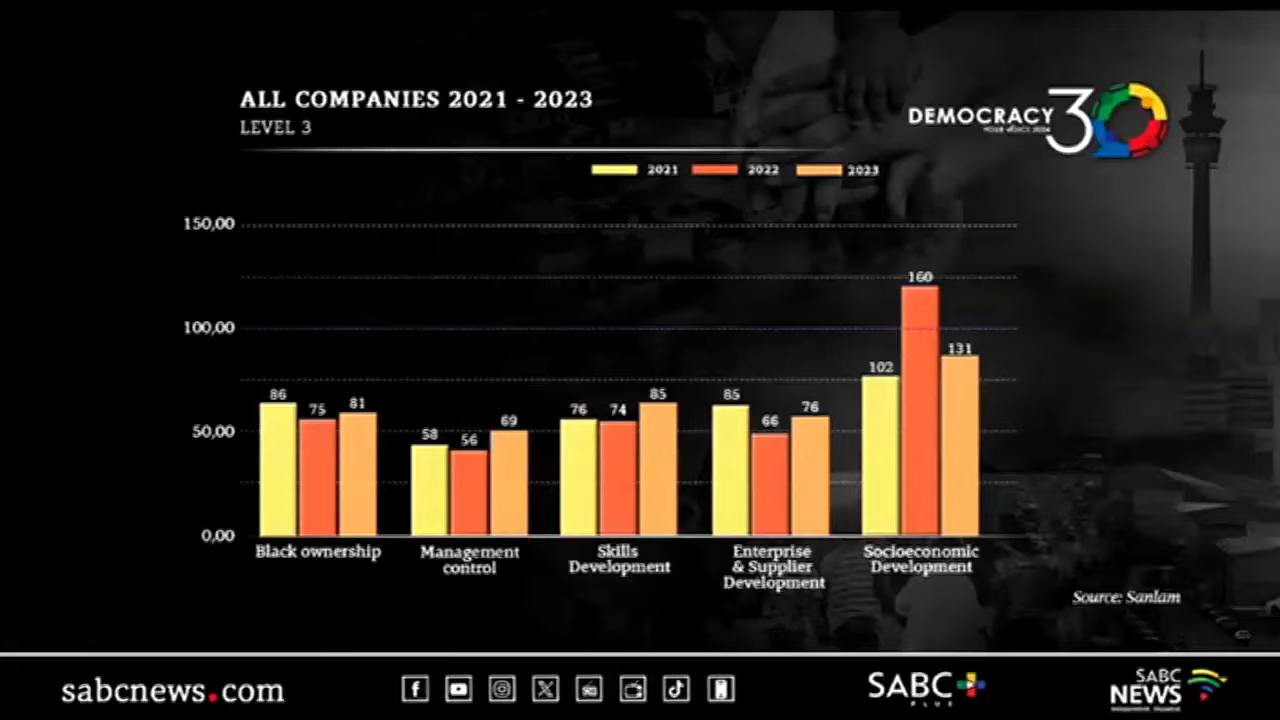 ALL COMPANIES 2021 - 2023
LEVEL 3
DEMOCRACY 30
2021 2022 2023
150,00
100,00
50,00
0,00
86 75 81
58 56 69
76 74 85
85 66 76
102 160 131
Black ownership
Management
control
Skills
Development
Enterprise
& Supplier
Development
Socioeconomic
Development
Source: Sanlam
sabcnews.com
SABC
PLUS
SABC
NEWS